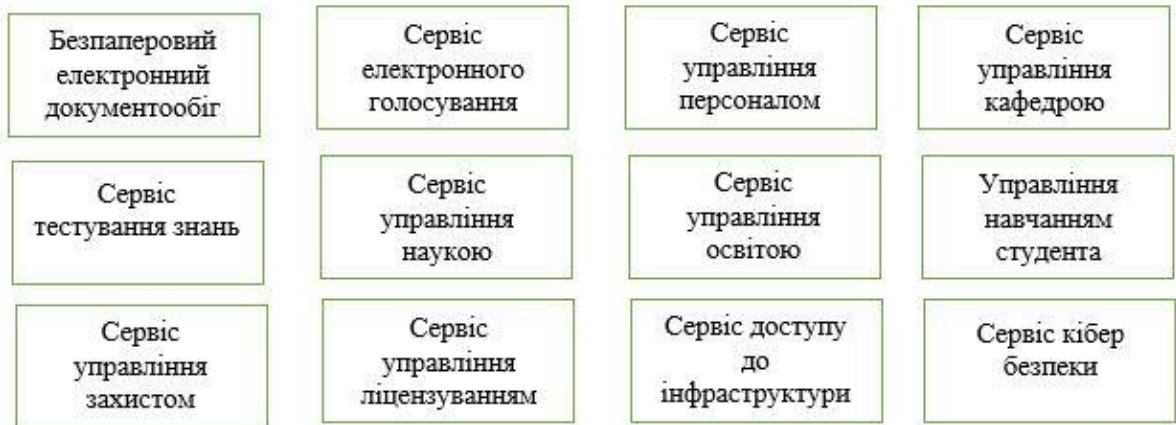 Безпаперовий
електронний
документообіг
Сервіс
електронного
голосування
Сервіс
управління
персоналом
Сервіс
управління
кафедрою
Сервіс
тестування знань
Сервіс
управління
наукою
Сервіс
управління
освітою
Управління
навчанням
студента
Сервіс
управління
захистом
Сервіс
управління
ліцензуванням
Сервіс доступу
до
інфраструктури
Сервіс кібер
безпеки